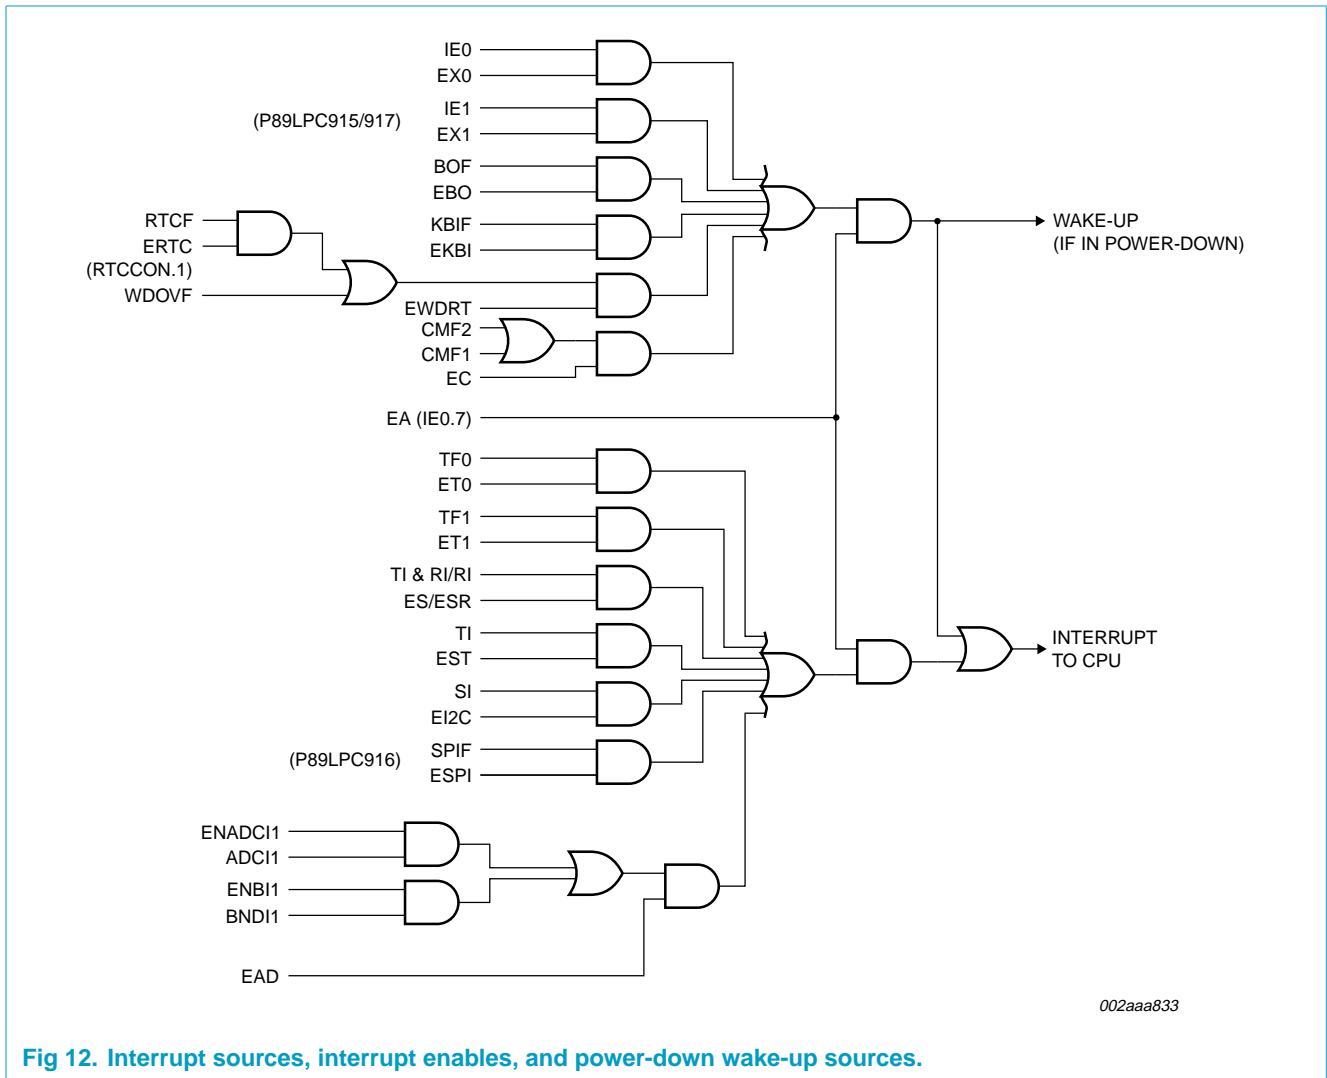 IE0
EX0
(P89LPC915/917)
IE1
EX1
BOF
EBO
RTCF
ERTC
(RTCCON.1)
WDOVF
KBIF
EKBI
EWDRT
CMF2
CMF1
EC
WAKE-UP
(IF IN POWER-DOWN)
EA (IE0.7)
TF0
ET0
TF1
ET1
TI & RI/RI
ES/ESR
TI
EST
INTERRUPT
TO CPU
SI
EI2C
(P89LPC916)
SPIF
ESPI
ENADCI1
ADCI1
ENBI1
BNDI1
EAD
002aaa833
Fig 12. Interrupt sources, interrupt enables, and power-down wake-up sources.